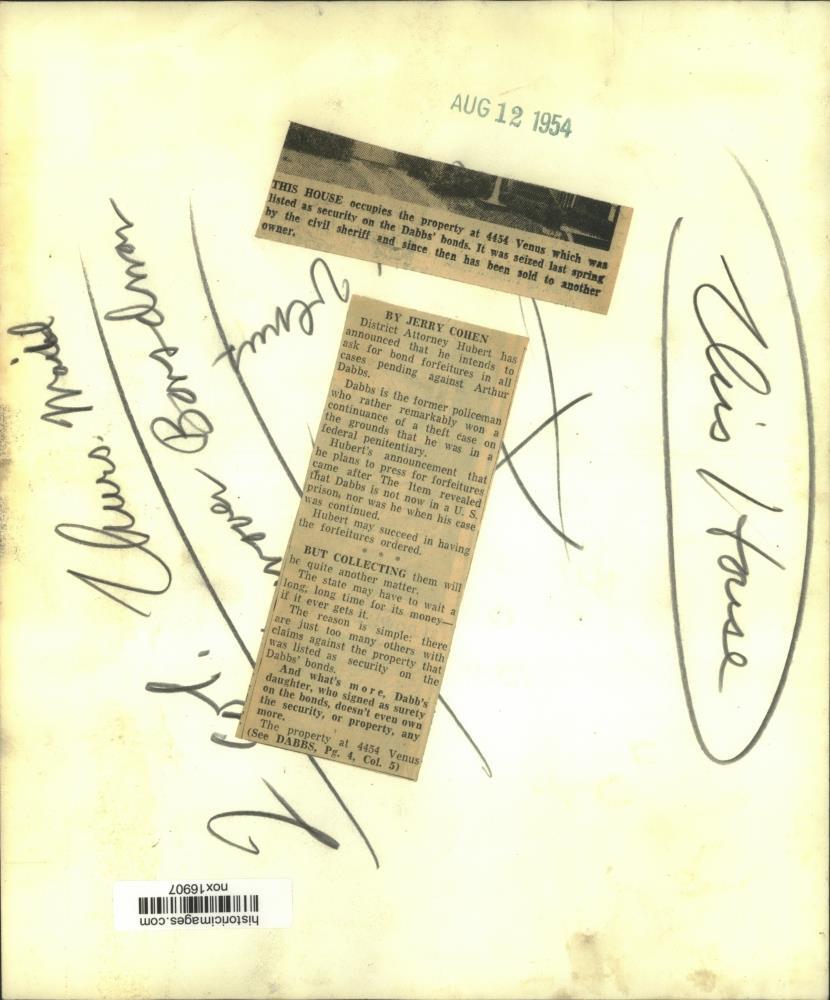 AUG 12 1954
THIS HOUSE occupies the property at 4454 Venus which was
listed as security on the Dabbs' bonds. It was seized last spring
by the civil sheriff and since then has been sold to another
owner.
BY JERRY COHEN
District Attorney Hubert has
announced that he intends to
ask for bond forfeitures in all
cases pending against Arthur
Dabbs.
Dabbs is the former policeman
who rather remarkably won a
continuance of a theft case on
the grounds that he was in a
federal penitentiary.
Hubert's announcement that
he plans to press for forfeitures
came after The Item revealed
that Dabbs is not now in a U. S.
prison, nor was he when his case
was continued.
Hubert may succeed in having
the forfeitures ordered.
* * *
BUT COLLECTING them will
be quite another matter.
The state may have to wait a
long, long time for its money—
if it ever gets it.
The reason is simple: there
are just too many others with
claims against the property that
was listed as security on the
Dabbs' bonds.
And what's more, Dabb's
daughter, who signed as surety
on the bonds, doesn't even own
the security, or property, any
more.
The property at 4454 Venus
(See DABBS, Pg. 4, Col. 5)
This House
Venus
Thurs.
historicimages.com
nox16907